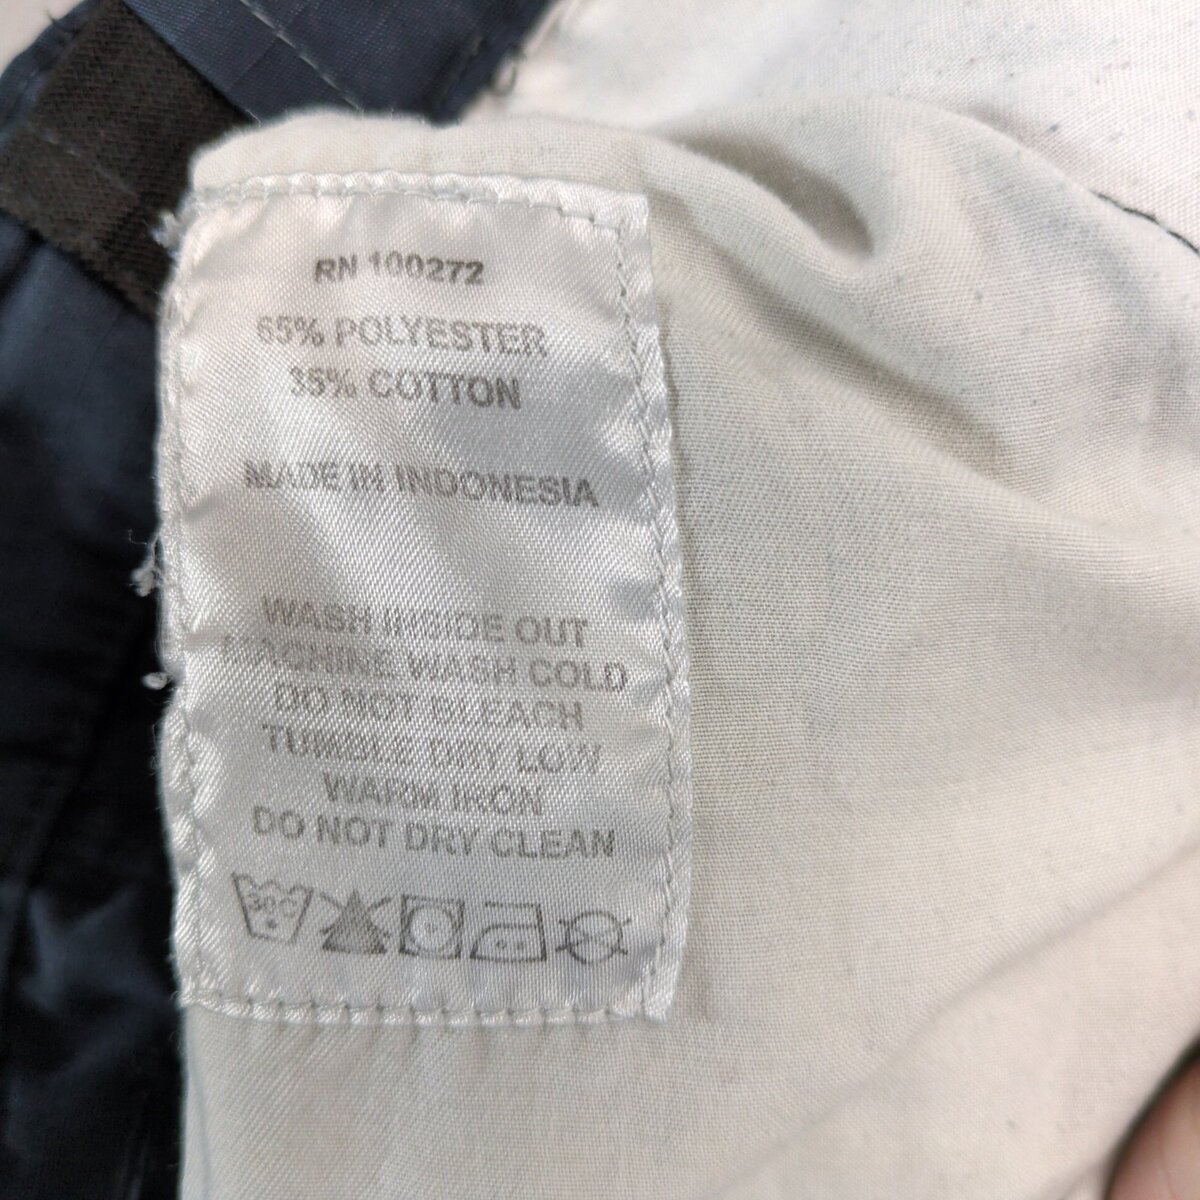 RN 100272
65% POLYESTER
35% COTTON
MADE IN INDONESIA
WASH INSIDE OUT
MACHINE WASH COLD
DO NOT BLEACH
TUMBLE DRY LOW
WARM IRON
DO NOT DRY CLEAN
30C